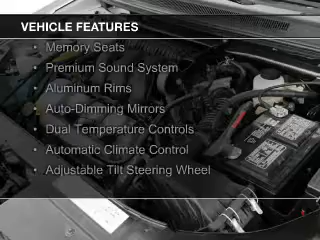 VEHICLE FEATURES
• Memory Seats
• Premium Sound System
• Aluminum Rims
• Auto-Dimming Mirrors
• Dual Temperature Controls
• Automatic Climate Control
• Adjustable Tilt Steering Wheel